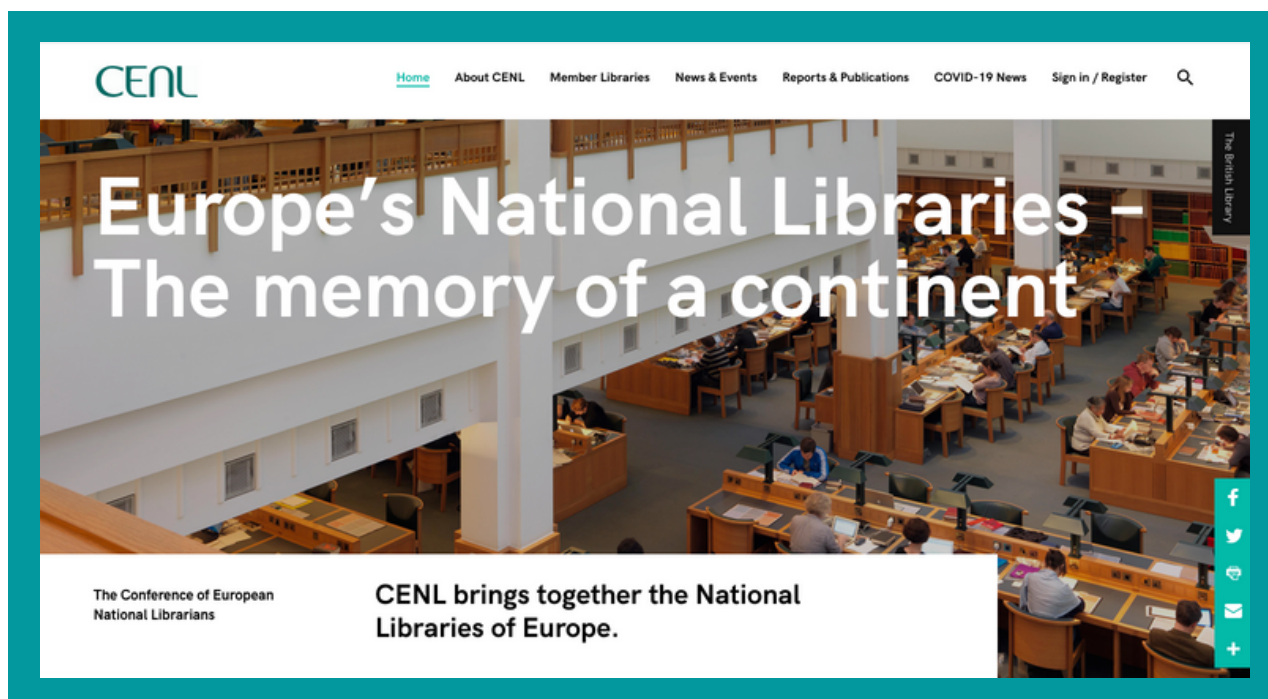 CENL
Home About CENL Member Libraries News & Events Reports & Publications COVID-19 News Sign in / Register
The British Library
Europe’s National Libraries –
The memory of a continent
The Conference of European
National Librarians
CENL brings together the National
Libraries of Europe.